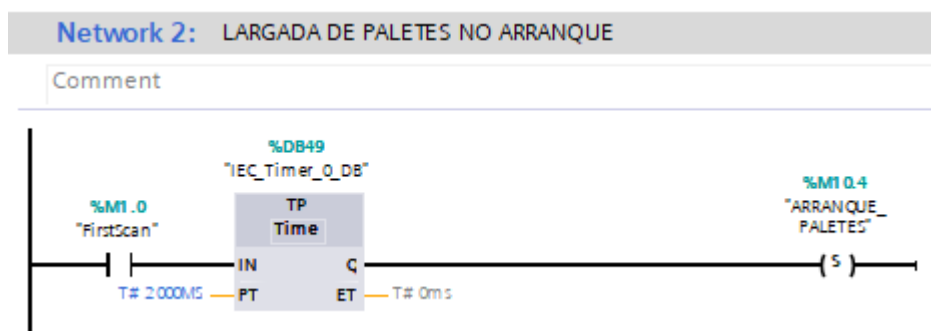 Network 2: LARGADA DE PALETES NO ARRANQUE
Comment
%DB49
"IEC_Timer_0_DB"
%M1.0
"FirstScan"
TP
Time
%M10.4
"ARRANQUE_
PALETES"
IN
Q
S
T# 2000MS
PT
ET
T# 0ms